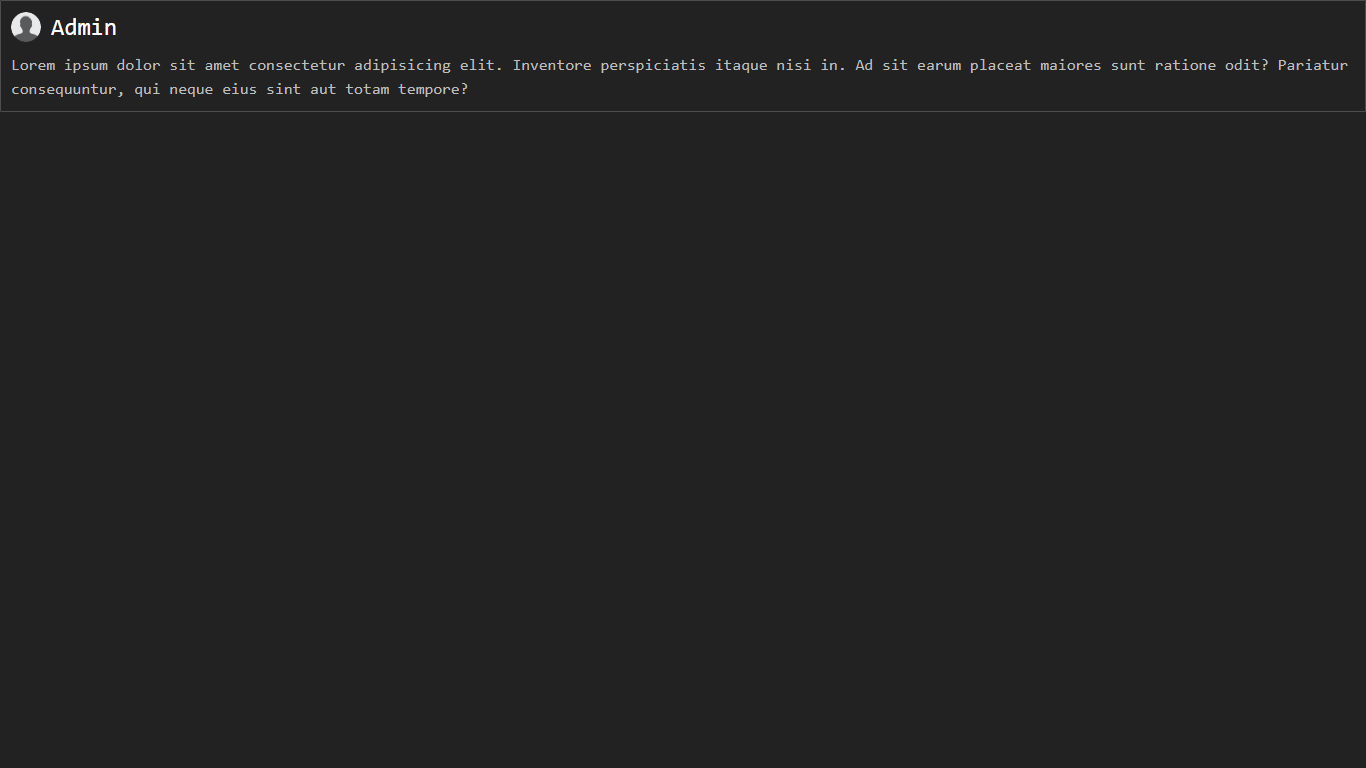 Admin
Lorem ipsum dolor sit amet consectetur adipisicing elit. Inventore perspiciatis itaque nisi in. Ad sit earum placeat maiores sunt ratione odit? Pariatur
consequuntur, qui neque eius sint aut totam tempore?